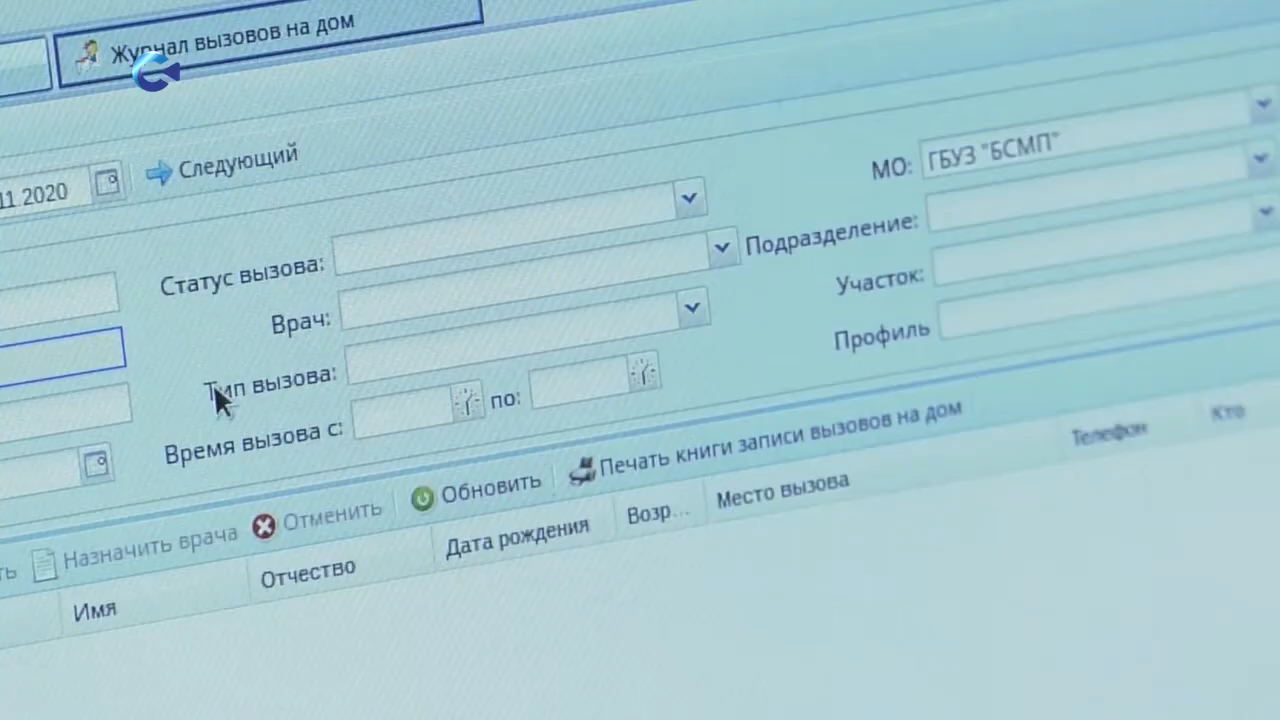 Журнал вызовов на дом
11.2020 Следующий
МО: ГБУЗ "БСМП"
Статус вызова:
Подразделение:
Врач:
Участок:
Тип вызова:
Профиль
Время вызова с: по:
ть Назначить врача Отменить Обновить Печать книги записи вызовов на дом
Имя Отчество Дата рождения Возр... Место вызова Телефон Кто